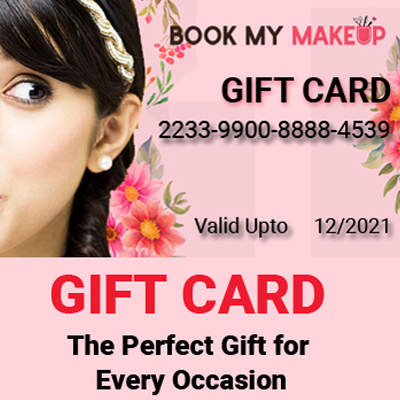 BOOK MY MAKEUP
GIFT CARD
2233-9900-8888-4539
Valid Upto 12/2021
GIFT CARD
The Perfect Gift for
Every Occasion